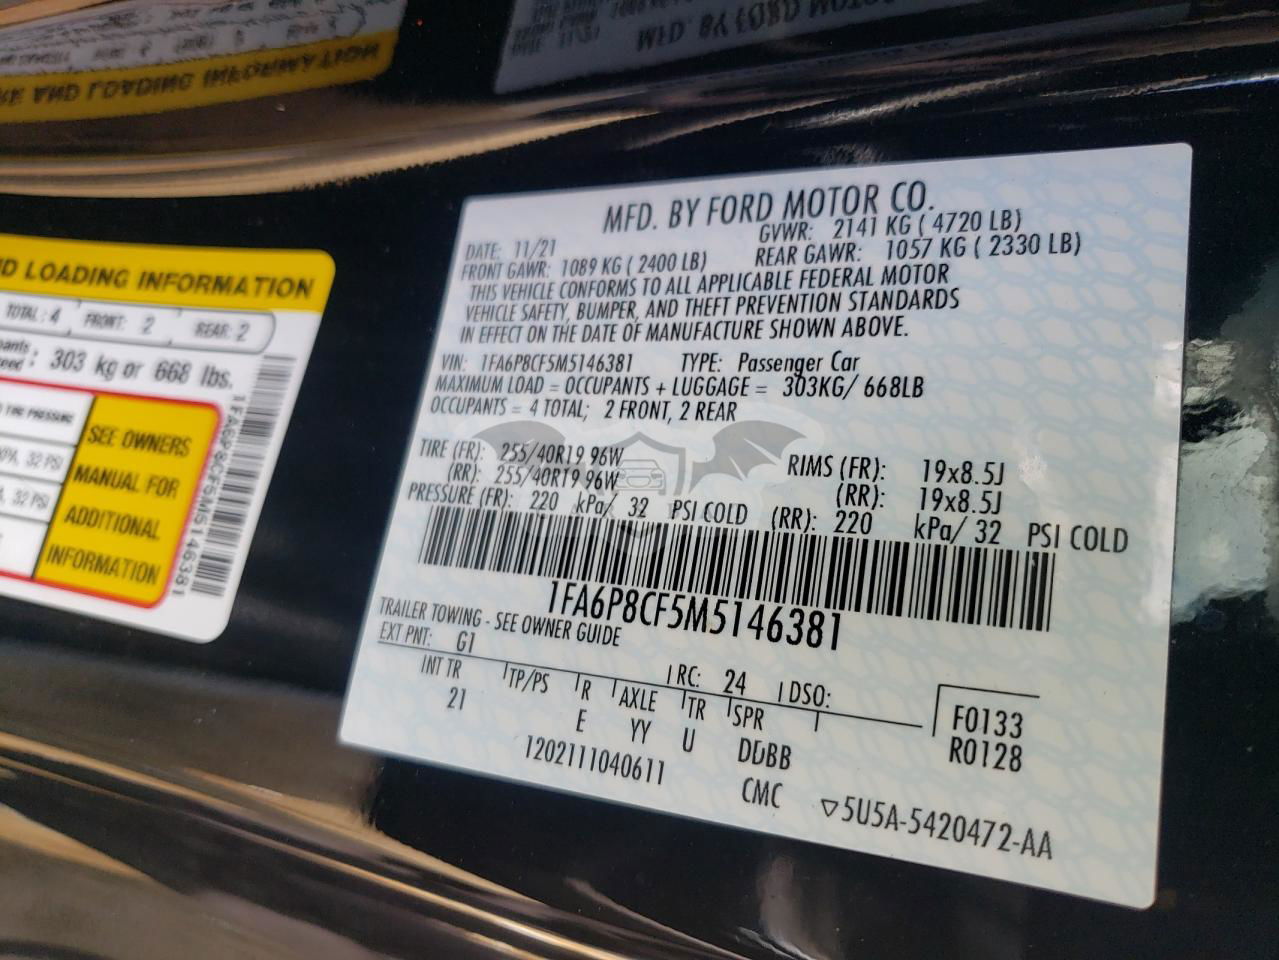 MFD. BY FORD MOTOR CO.
DATE: 11/21
GVWR: 2141 KG ( 4720 LB)
FRONT GAWR: 1089 KG ( 2400 LB)
REAR GAWR: 1057 KG ( 2330 LB)
THIS VEHICLE CONFORMS TO ALL APPLICABLE FEDERAL MOTOR
VEHICLE SAFETY, BUMPER, AND THEFT PREVENTION STANDARDS
IN EFFECT ON THE DATE OF MANUFACTURE SHOWN ABOVE.
VIN: 1FA6P8CF5M5146381 TYPE: Passenger Car
MAXIMUM LOAD = OCCUPANTS + LUGGAGE = 303KG/ 668LB
OCCUPANTS = 4 TOTAL; 2 FRONT, 2 REAR
TIRE (FR): 255/40R19 96W RIMS (FR): 19x8.5J
(RR): 255/40R19 96W (RR): 19x8.5J
PRESSURE (FR): 220 kPa/ 32 PSI COLD (RR): 220 kPa/ 32 PSI COLD
1FA6P8CF5M5146381
TRAILER TOWING - SEE OWNER GUIDE
EXT PNT: G1 RC: 24 DSO:
INT TR TP/PS R AXLE TR SPR
21 E YY U DDBB
F0133
R0128
1202111040611 CMC
▽5U5A-5420472-AA
LOADING INFORMATION
TOTAL: 4 FRONT: 2 REAR: 2
303 kg or 668 lbs.
TIRE PRESSURE
32 PSI
32 PSI
SEE OWNERS
MANUAL FOR
ADDITIONAL
INFORMATION
1FA6P8CF5M5146381